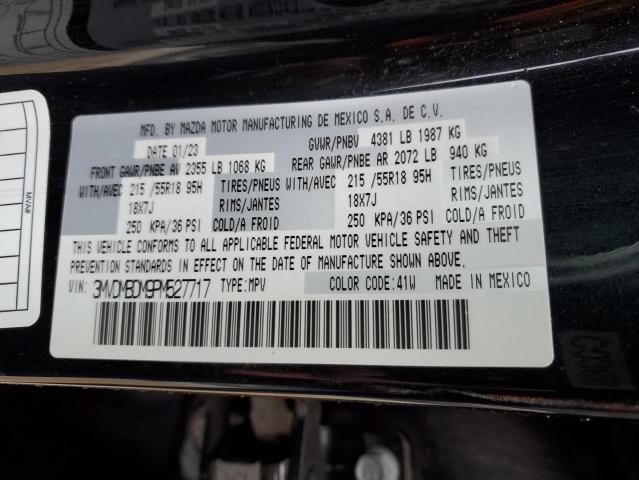 MFD. BY MAZDA MOTOR MANUFACTURING DE MEXICO S.A. DE C.V.
DATE 01/23 GVWR/PNBV 4381 LB 1987 KG
FRONT GAWR/PNBE AV 2355 LB 1068 KG REAR GAWR/PNBE AR 2072 LB 940 KG
WITH/AVEC 215 /55R18 95H TIRES/PNEUS WITH/AVEC 215 /55R18 95H TIRES/PNEUS
18X7J RIMS/JANTES 18X7J RIMS/JANTES
250 KPA/36 PSI COLD/A FROID 250 KPA/36 PSI COLD/A FROID
THIS VEHICLE CONFORMS TO ALL APPLICABLE FEDERAL MOTOR VEHICLE SAFETY AND THEFT
PREVENTION STANDARDS IN EFFECT ON THE DATE OF MANUFACTURE SHOWN ABOVE.
VIN: 3MVDMBDM9PM527717 TYPE:MPV COLOR CODE:41W MADE IN MEXICO